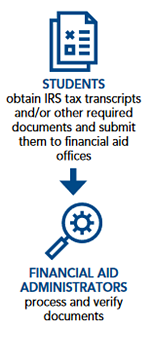 STUDENTS
obtain IRS tax transcripts
and/or other required
documents and submit
them to financial aid
offices
FINANCIAL AID
ADMINISTRATORS
process and verify
documents